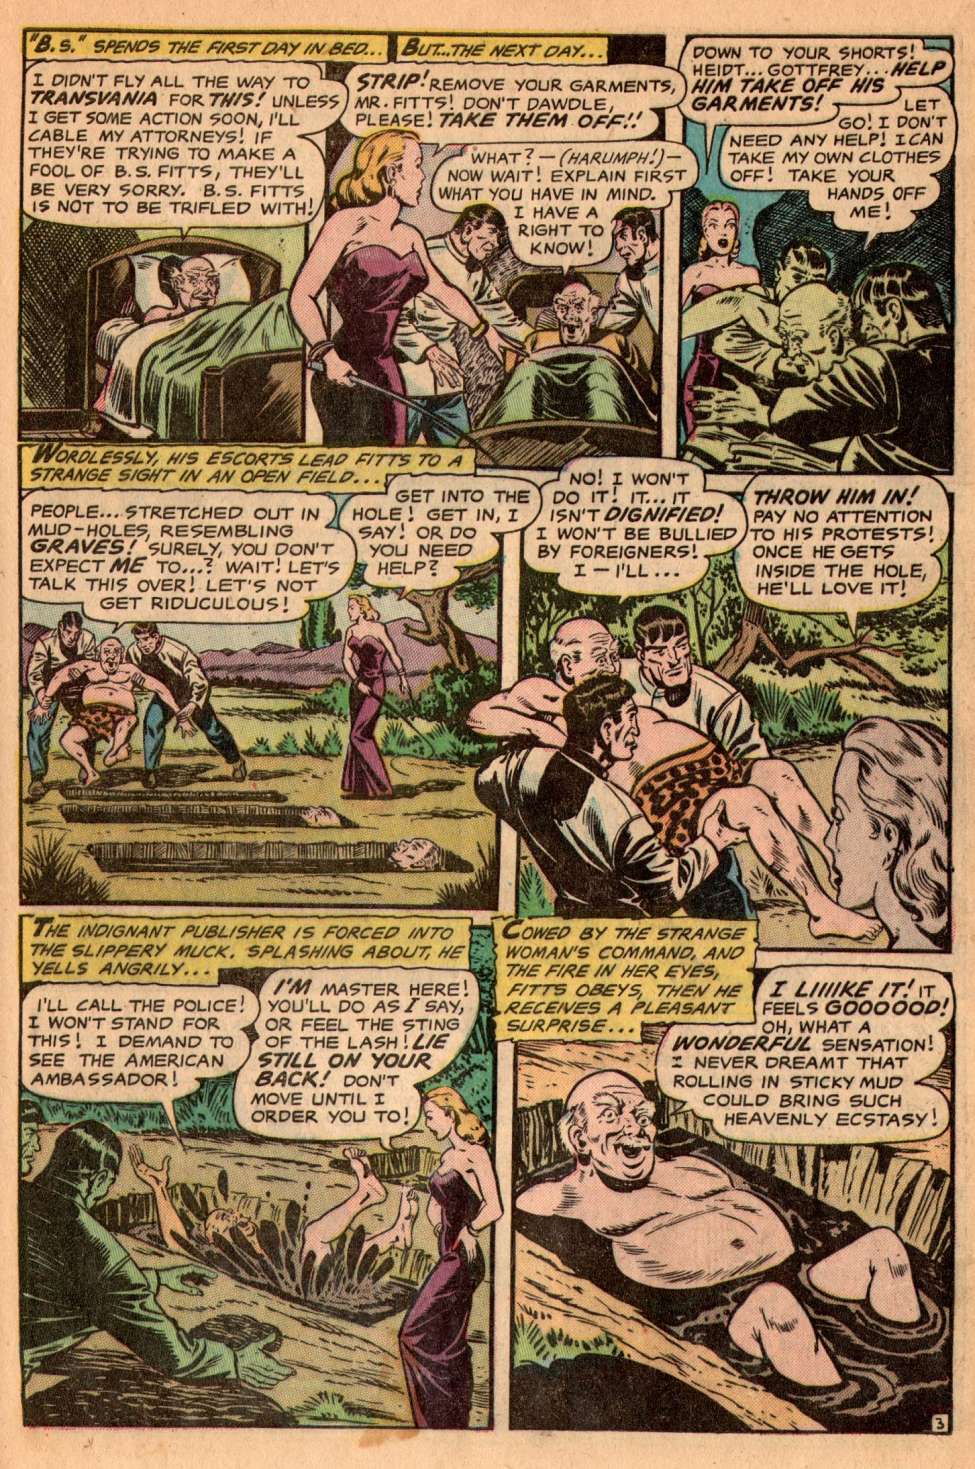 "B.S." SPENDS THE FIRST DAY IN BED...
I DIDN'T FLY ALL THE WAY TO
TRANSVANIA FOR THIS! UNLESS
I GET SOME ACTION SOON, I'LL
CABLE MY ATTORNEYS! IF
THEY'RE TRYING TO MAKE A
FOOL OF B.S. FITTS, THEY'LL
BE VERY SORRY. B.S. FITTS
IS NOT TO BE TRIFLED WITH!
BUT...THE NEXT DAY...
STRIP! REMOVE YOUR GARMENTS,
MR. FITTS! DON'T DAWDLE,
PLEASE! TAKE THEM OFF!!
WHAT?—(HARUMPH!)—
NOW WAIT! EXPLAIN FIRST
WHAT YOU HAVE IN MIND.
I HAVE A
RIGHT TO
KNOW!
DOWN TO YOUR SHORTS!
HEIDT...GOTTFREY...HELP
HIM TAKE OFF HIS
GARMENTS!
LET
GO! I DON'T
NEED ANY HELP! I CAN
TAKE MY OWN CLOTHES
OFF! TAKE YOUR
HANDS OFF
ME!
WORDLESSLY, HIS ESCORTS LEAD FITTS TO A
STRANGE SIGHT IN AN OPEN FIELD...
PEOPLE...STRETCHED OUT IN
MUD-HOLES, RESEMBLING
GRAVES! SURELY, YOU DON'T
EXPECT ME TO...? WAIT! LET'S
TALK THIS OVER! LET'S NOT
GET RIDUCULOUS!
GET INTO THE
HOLE! GET IN, I
SAY! OR DO
YOU NEED
HELP?
NO! I WON'T
DO IT! IT...IT
ISN'T DIGNIFIED!
I WON'T BE BULLIED
BY FOREIGNERS!
I—I'LL...
THROW HIM IN!
PAY NO ATTENTION
TO HIS PROTESTS!
ONCE HE GETS
INSIDE THE HOLE,
HE'LL LOVE IT!
THE INDIGNANT PUBLISHER IS FORCED INTO
THE SLIPPERY MUCK. SPLASHING ABOUT, HE
YELLS ANGRILY...
I'LL CALL THE POLICE!
I WON'T STAND FOR
THIS! I DEMAND TO
SEE THE AMERICAN
AMBASSADOR!
I'M MASTER HERE!
YOU'LL DO AS I SAY,
OR FEEL THE STING
OF THE LASH! LIE
STILL ON YOUR
BACK! DON'T
MOVE UNTIL I
ORDER YOU TO!
COWED BY THE STRANGE
WOMAN'S COMMAND, AND
THE FIRE IN HER EYES,
FITTS OBEYS, THEN HE
RECEIVES A PLEASANT
SURPRISE...
I LIIIIKE IT! IT
FEELS GOOOOOD!
OH, WHAT A
WONDERFUL SENSATION!
I NEVER DREAMT THAT
ROLLING IN STICKY MUD
COULD BRING SUCH
HEAVENLY ECSTASY!
3